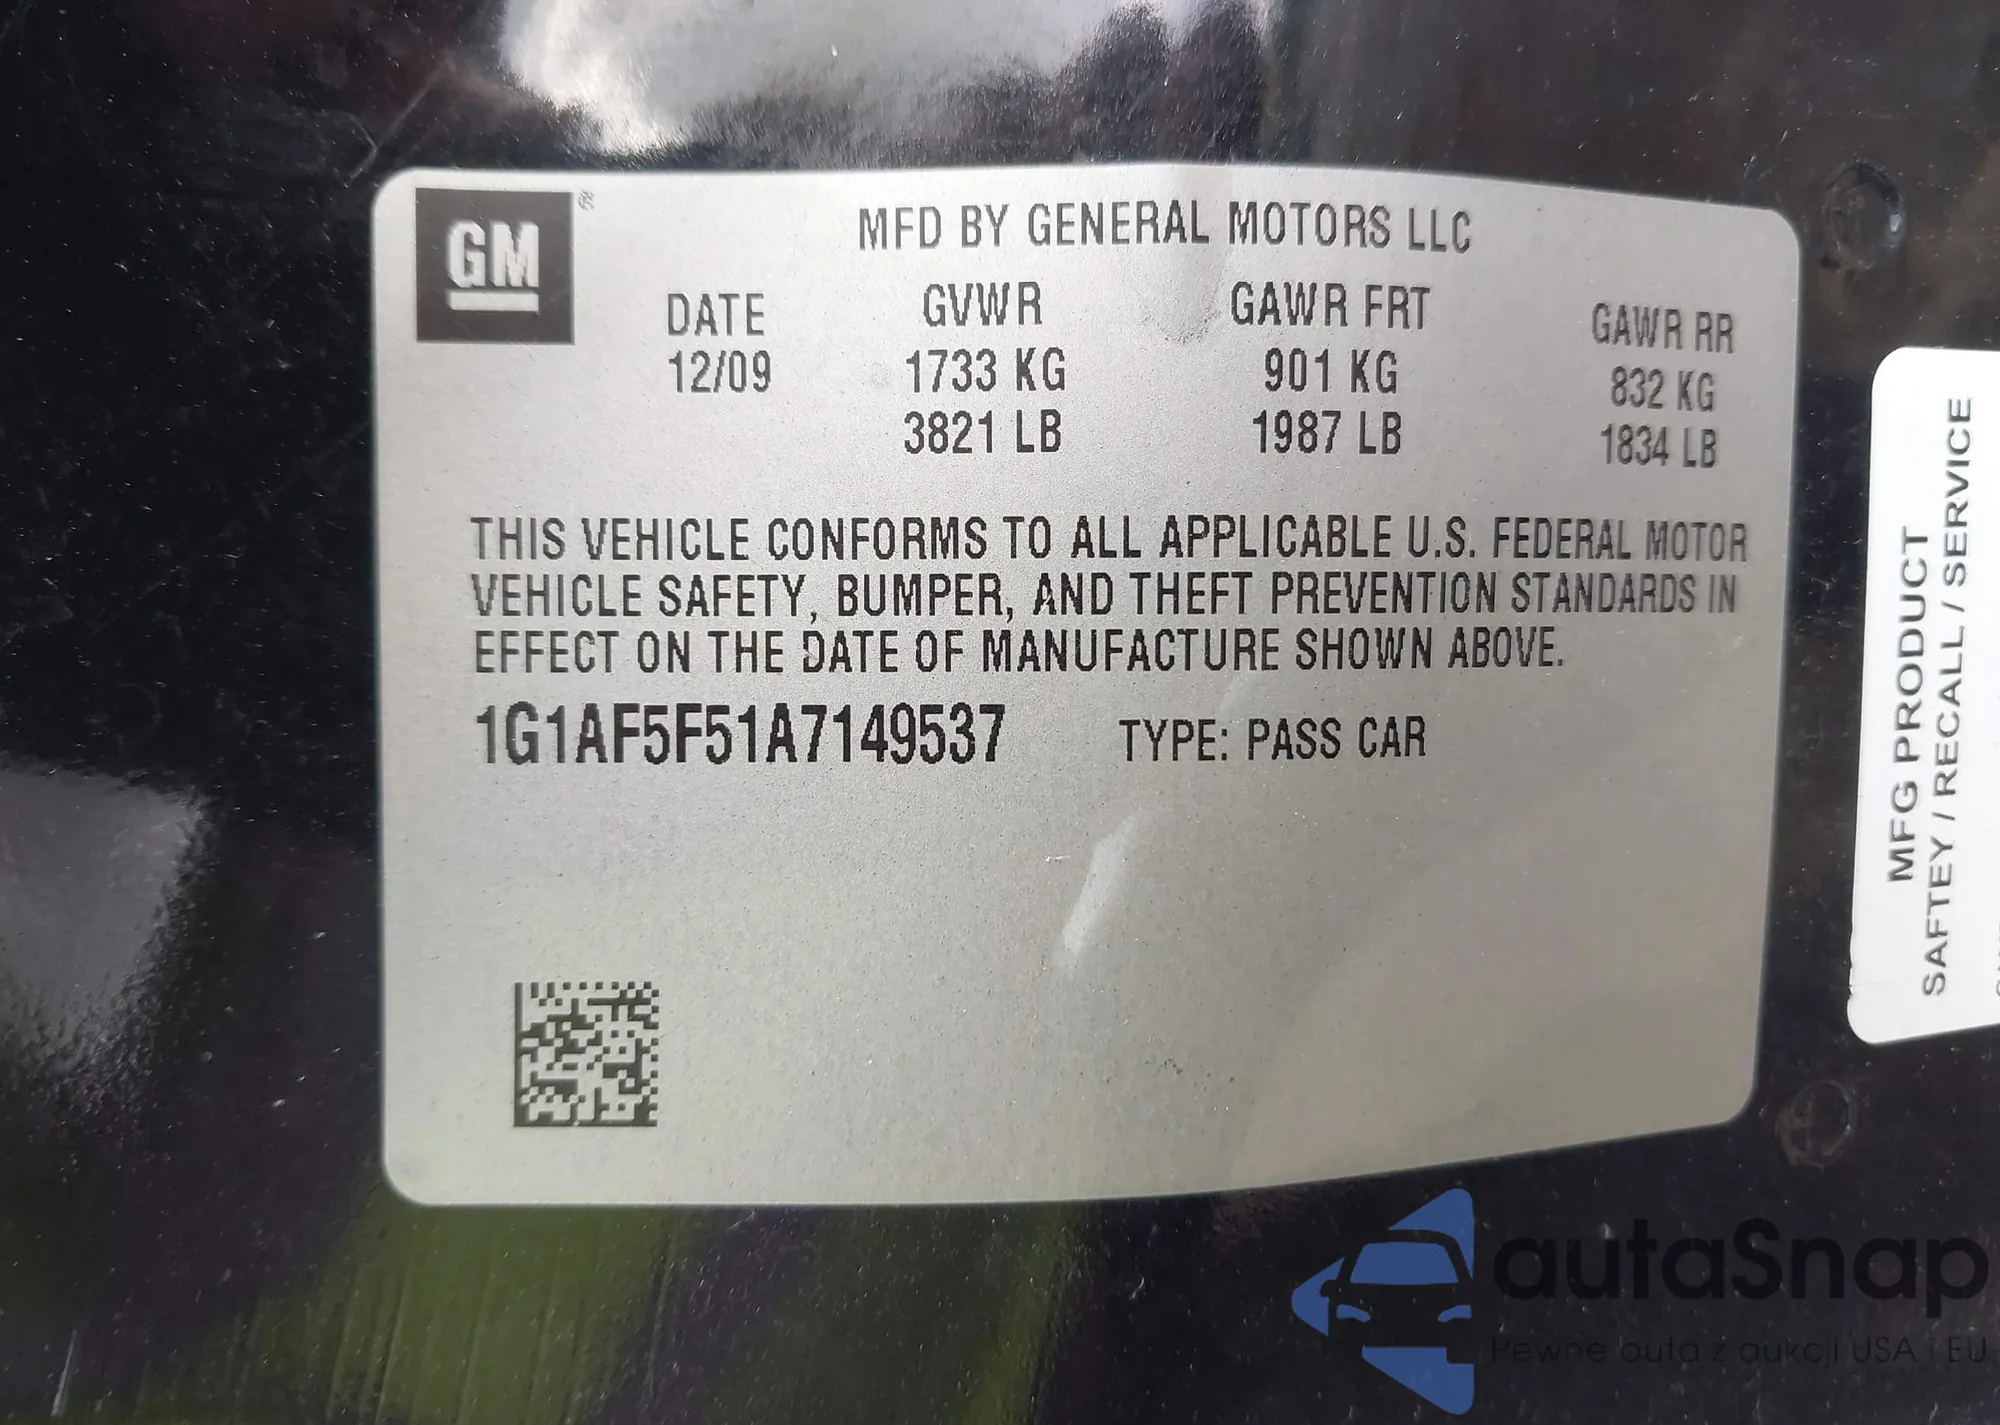 GM®
MFD BY GENERAL MOTORS LLC
DATE GVWR GAWR FRT GAWR RR
12/09 1733 KG 901 KG 832 KG
3821 LB 1987 LB 1834 LB
THIS VEHICLE CONFORMS TO ALL APPLICABLE U.S. FEDERAL MOTOR
VEHICLE SAFETY, BUMPER, AND THEFT PREVENTION STANDARDS IN
EFFECT ON THE DATE OF MANUFACTURE SHOWN ABOVE.
1G1AF5F51A7149537 TYPE: PASS CAR
MFG PRODUCT
SAFTEY / RECALL / SERVICE
autaSnap
Pewne auta z aukcji USA i EU